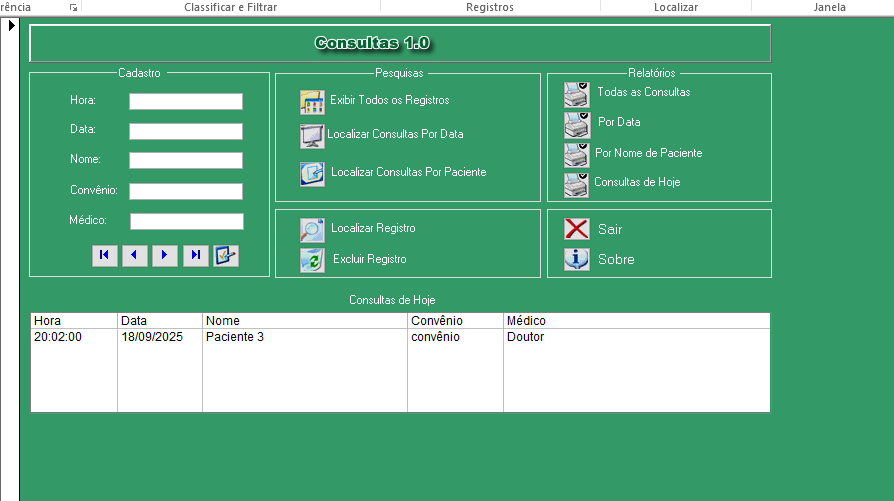 rência Classificar e Filtrar Registros Localizar Janela
Consultas 1.0
Cadastro
Hora:
Data:
Nome:
Convênio:
Médico:
Pesquisas
Exibir Todos os Registros
Localizar Consultas Por Data
Localizar Consultas Por Paciente
Localizar Registro
Excluir Registro
Relatórios
Todas as Consultas
Por Data
Por Nome de Paciente
Consultas de Hoje
Sair
Sobre
Consultas de Hoje
Hora Data Nome Convênio Médico
20:02:00 18/09/2025 Paciente 3 convênio Doutor